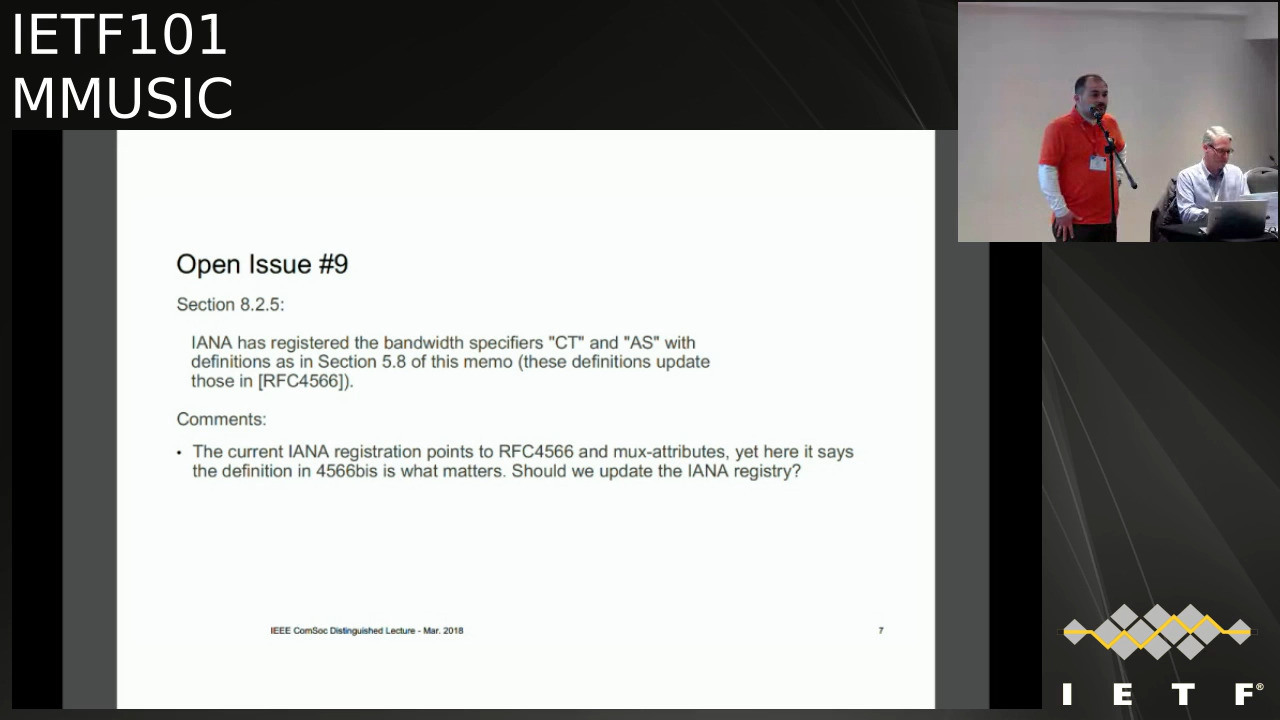 IETF101
MMUSIC
Open Issue #9
Section 8.2.5:
IANA has registered the bandwidth specifiers "CT" and "AS" with
definitions as in Section 5.8 of this memo (these definitions update
those in [RFC4566]).
Comments:
• The current IANA registration points to RFC4566 and mux-attributes, yet here it says
the definition in 4566bis is what matters. Should we update the IANA registry?
IEEE ComSoc Distinguished Lecture - Mar. 2018
7
I E T F®